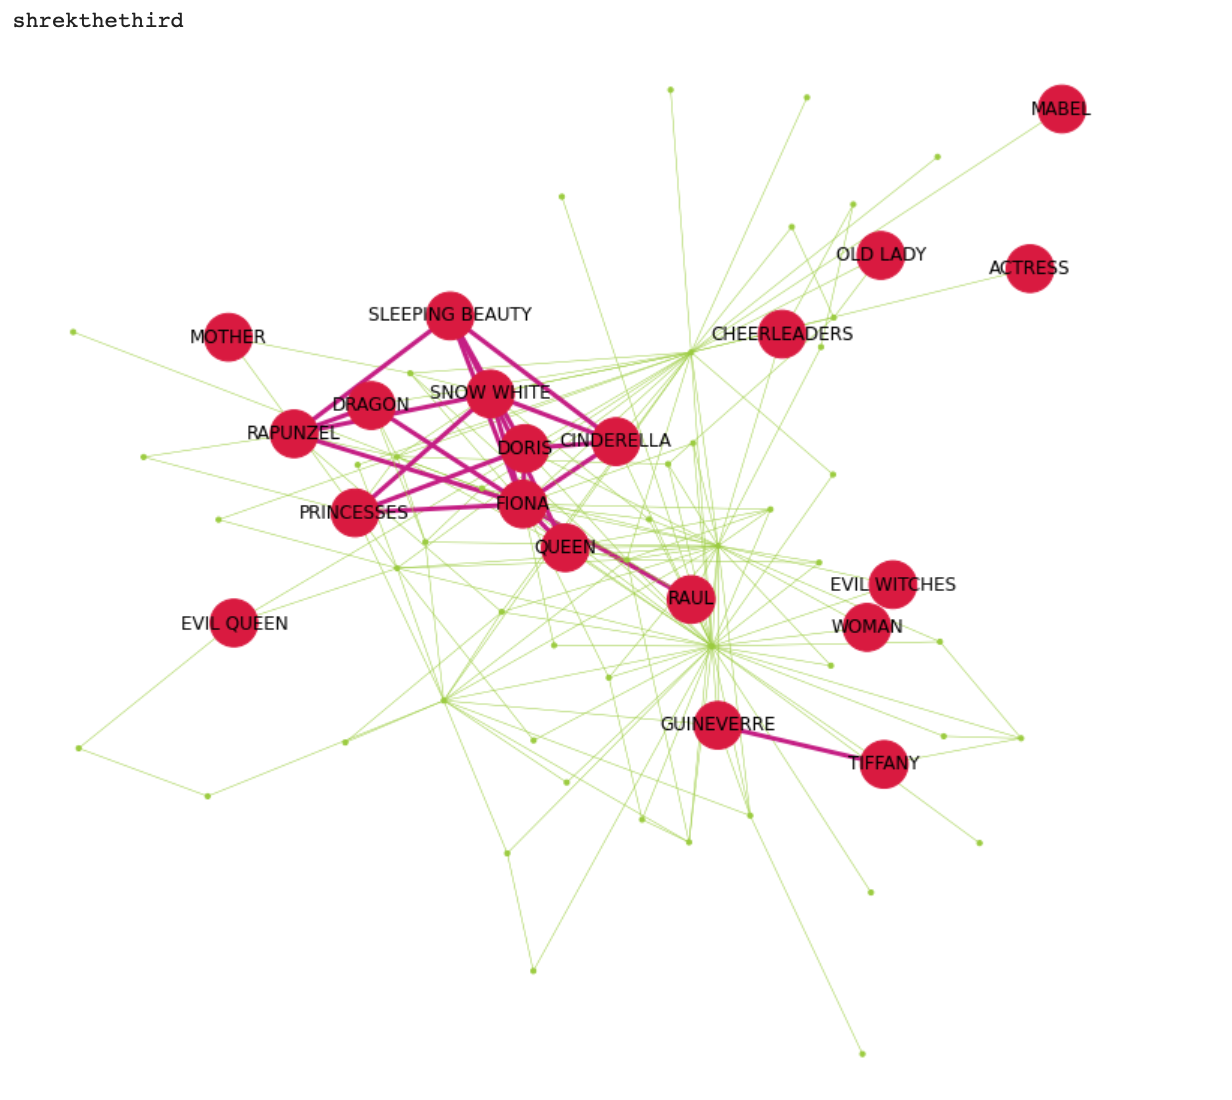 shrekthethird
MABEL
OLD LADY
ACTRESS
SLEEPING BEAUTY
MOTHER
CHEERLEADERS
SNOW WHITE
DRAGON
RAPUNZEL
CINDERELLA
DORIS
FIONA
PRINCESSES
QUEEN
EVIL WITCHES
RAUL
EVIL QUEEN
WOMAN
GUINEVERRE
TIFFANY